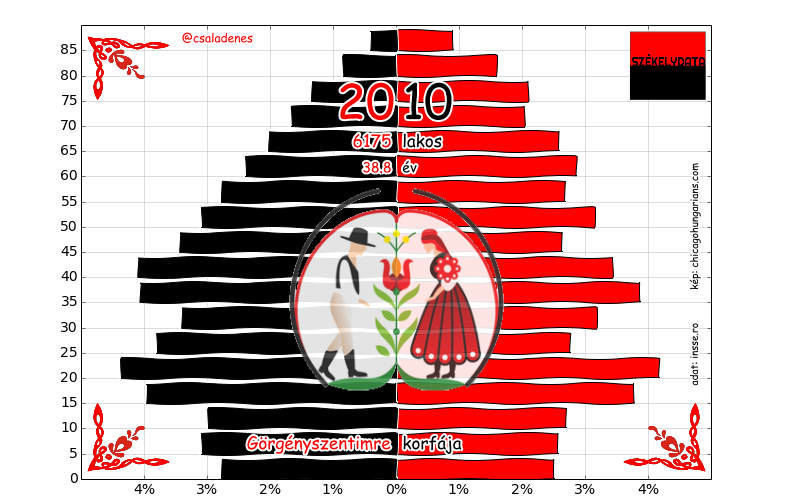 @csaladenes
SZÉKELYDATA
2010
6175 lakos
38.8 év
kép: chicagohungarians.com
adat: insse.ro
Görgényszentimre korfája
85
80
75
70
65
60
55
50
45
40
35
30
25
20
15
10
5
0
4% 3% 2% 1% 0% 1% 2% 3% 4%